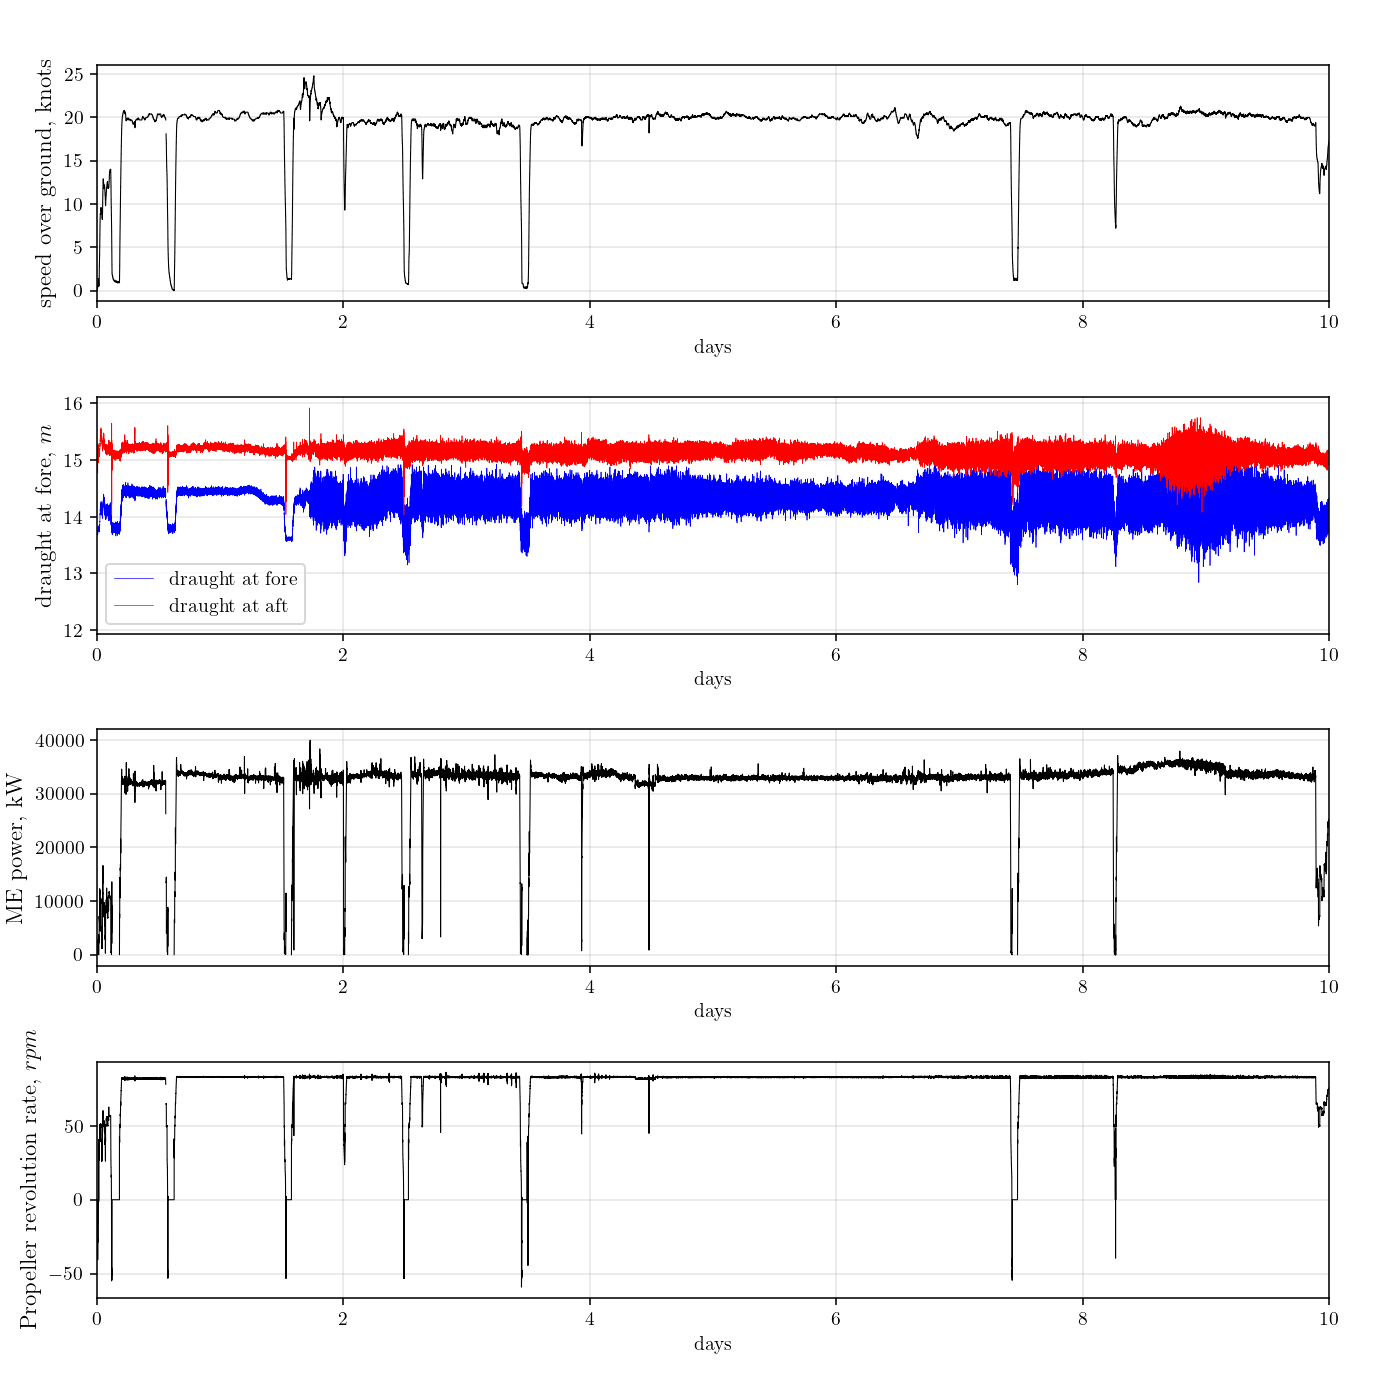 speed over ground, knots
25
20
15
10
5
0
0 2 4 6 8 10
days
draught at fore, m
16
15
14
13
12
draught at fore
draught at aft
0 2 4 6 8 10
days
ME power, kW
40000
30000
20000
10000
0
0 2 4 6 8 10
days
Propeller revolution rate, rpm
50
0
−50
0 2 4 6 8 10
days